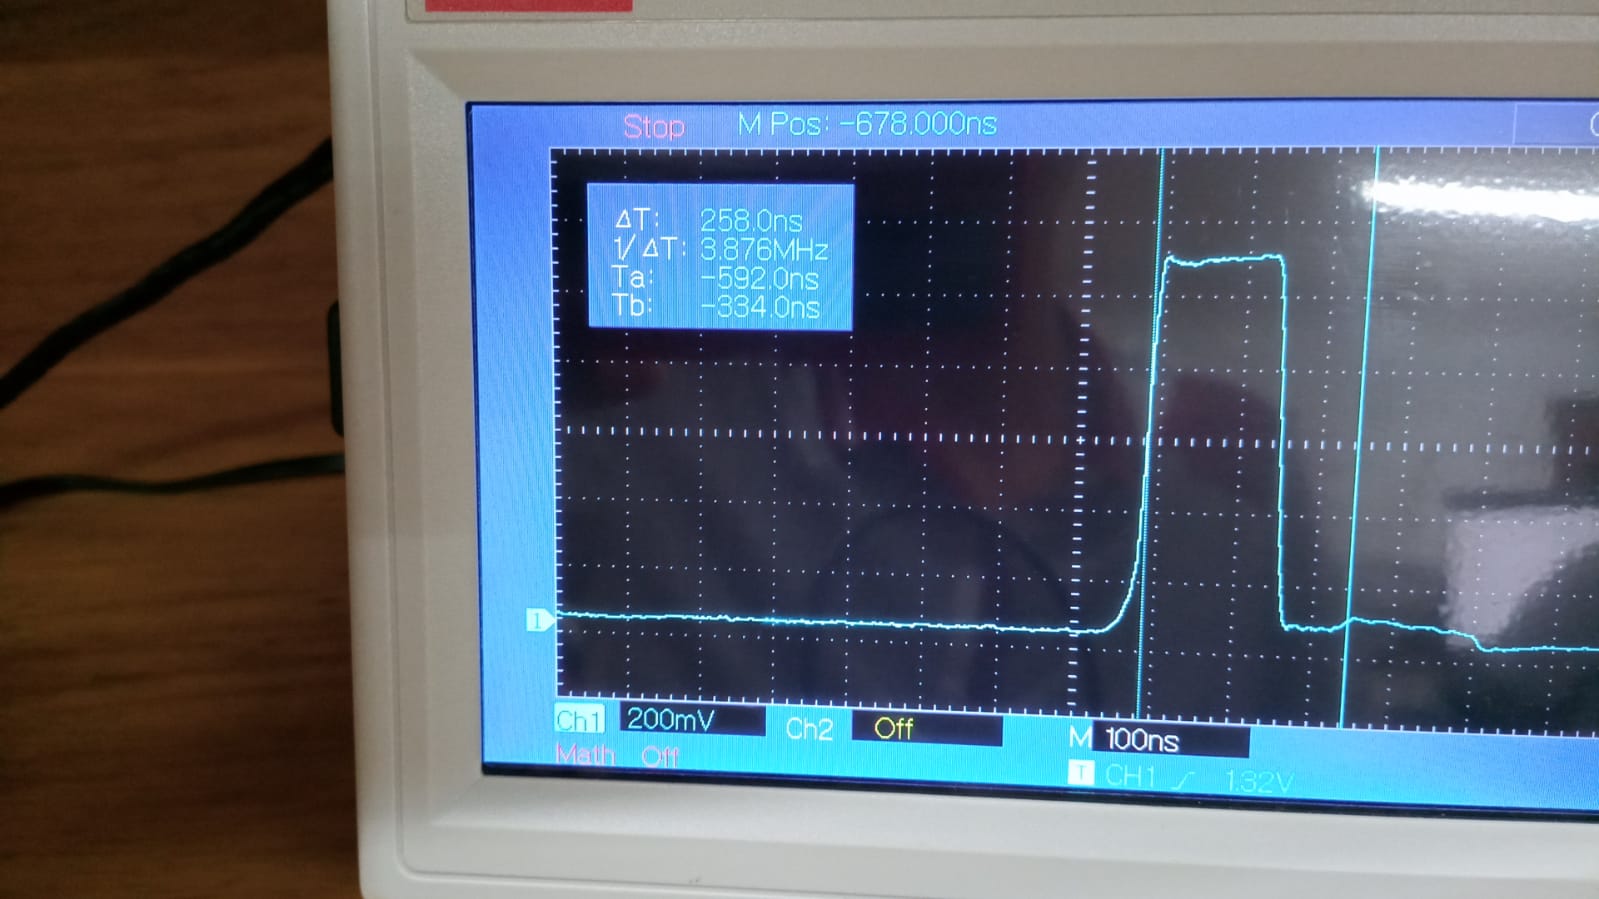 Stop M Pos: -678.000ns
ΔT: 258.0ns
1/ΔT: 3.876MHz
Ta: -592.0ns
Tb: -334.0ns
1
Ch1 200mV Ch2 Off M 100ns
Math Off T CH1 1.32V